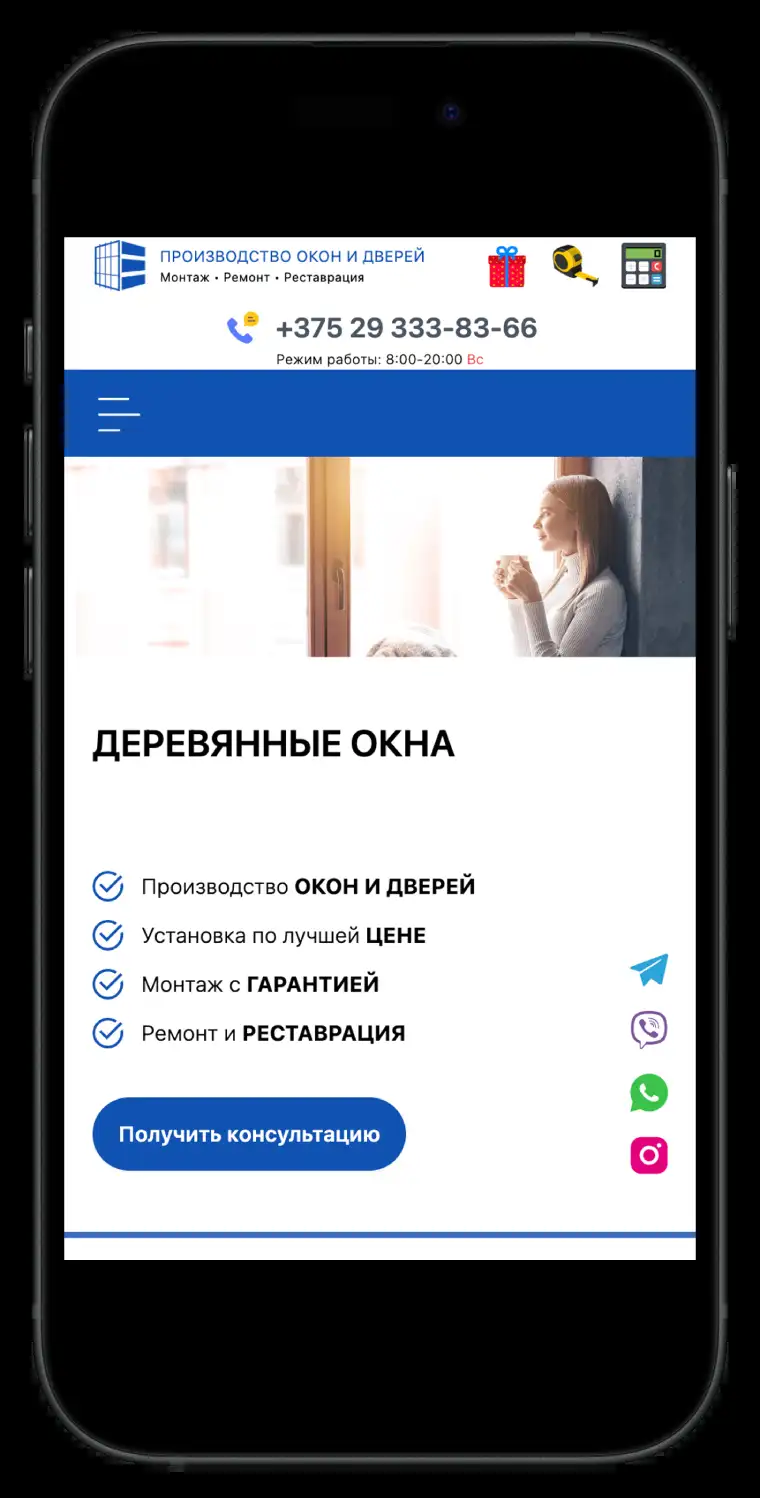 ПРОИЗВОДСТВО ОКОН И ДВЕРЕЙ
Монтаж • Ремонт • Реставрация
+375 29 333-83-66
Режим работы: 8:00-20:00 Вс
ДЕРЕВЯННЫЕ ОКНА
Производство ОКОН И ДВЕРЕЙ
Установка по лучшей ЦЕНЕ
Монтаж с ГАРАНТИЕЙ
Ремонт и РЕСТАВРАЦИЯ
Получить консультацию